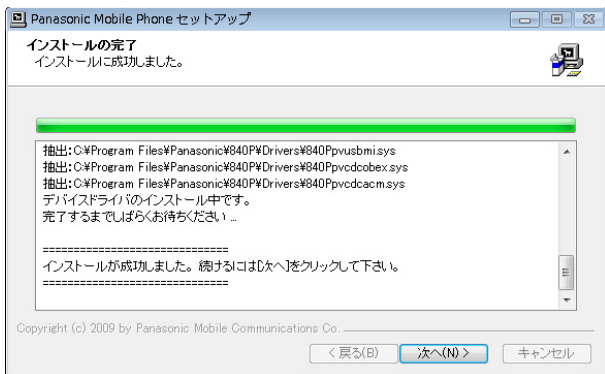 Panasonic Mobile Phone セットアップ
インストールの完了
インストールに成功しました。
抽出:C:¥Program Files¥Panasonic¥840P¥Drivers¥840Ppvusbmi.sys
抽出:C:¥Program Files¥Panasonic¥840P¥Drivers¥840Ppvcdcobex.sys
抽出:C:¥Program Files¥Panasonic¥840P¥Drivers¥840Ppvcdcacm.sys
デバイスドライバのインストール中です。
完了するまでしばらくお待ちください ...
==============================
インストールが成功しました。続けるには[次へ]をクリックして下さい。
==============================
Copyright (c) 2009 by Panasonic Mobile Communications Co.
< 戻る(B) 次へ(N) > キャンセル